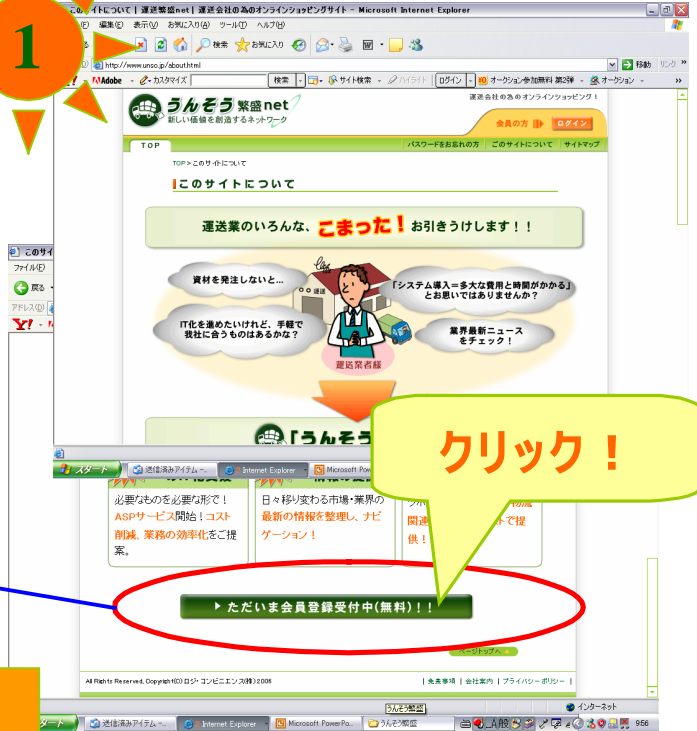 1
このサイトについて | 運送繁盛net | 運送会社の為のオンラインショッピングサイト - Microsoft Internet Explorer
編集(E) 表示(V) お気に入り(A) ツール(T) ヘルプ(H)
検索 お気に入り
http://www.unso.jp/about.html
移動 リンク »
Adobe - カスタマイズ 検索 サイト検索 ハイライト ログイン オークション参加無料 第3弾 オークション »
うんそう繁盛net
新しい価値を創造するネットワーク
運送会社の為のオンラインショッピング!
会員の方 ログイン
TOP
パスワードをお忘れの方 このサイトについて サイトマップ
TOP > このサイトについて
このサイトについて
運送業のいろんな、こまった!お引きうけします!!
資材を発注しないと...
「システム導入=多大な費用と時間がかかる」
とお思いではありませんか?
○○運送
IT化を進めたいけれど、手軽で
我社に合うものはあるかな?
業界最新ニュース
をチェック!
運送業者様
このサイ
ファイル(F)
戻る
アドレス(D)
Y!
「うんそう
クリック!
スタート 送信済みアイテム -... Internet Explorer Microsoft Pow
必要なものを必要な形で!
ASPサービス開始!コスト
削減、業務の効率化をご提
案。
日々移り変わる市場・業界の
最新の情報を整理し、ナビ
ゲーション!
関連
供!
トで提
ただいま会員登録受付中(無料)!!
ページトップへ
All Rights Reserved, Copyright(C) ロジ・コンビニエンス(株) 2006
| 免責事項 | 会社案内 | プライバシーポリシー |
うんそう繁盛
インターネット
スタート 送信済みアイテム -... Internet Explorer Microsoft PowerPo... うんそう繁盛 A 般 9:56